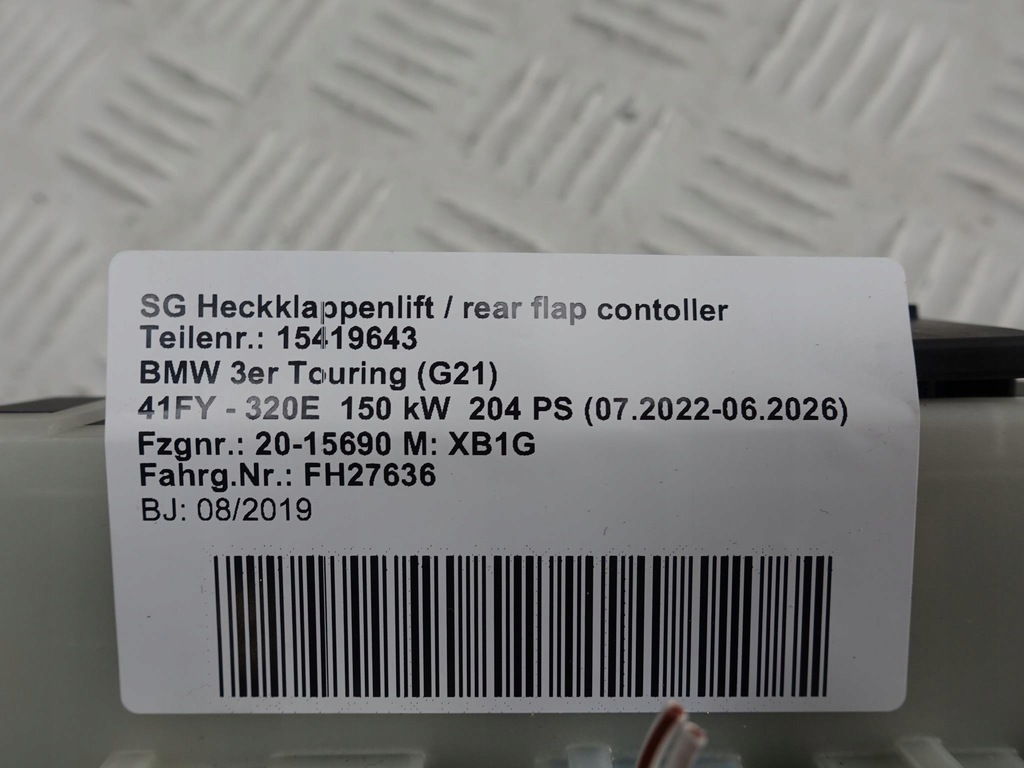 SG Heckklappenlift / rear flap contoller
Teilenr.: 15419643
BMW 3er Touring (G21)
41FY - 320E 150 kW 204 PS (07.2022-06.2026)
Fzgnr.: 20-15690 M: XB1G
Fahrg.Nr.: FH27636
BJ: 08/2019